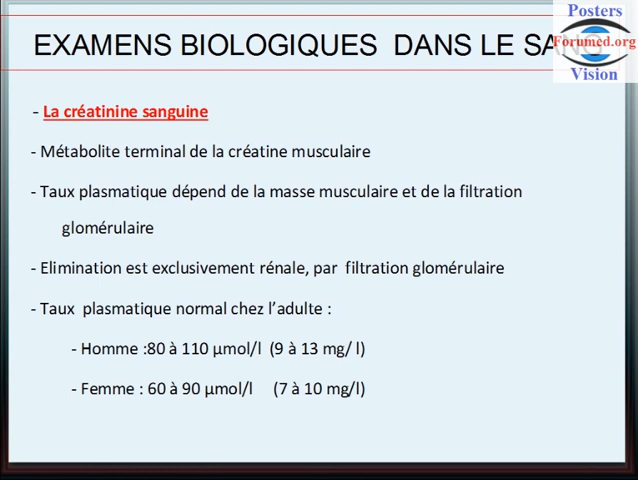 Posters
EXAMENS BIOLOGIQUES DANS LE SANG
Forumed.org
Vision
- La créatinine sanguine
- Métabolite terminal de la créatine musculaire
- Taux plasmatique dépend de la masse musculaire et de la filtration
glomérulaire
- Elimination est exclusivement rénale, par filtration glomérulaire
- Taux plasmatique normal chez l’adulte :
- Homme :80 à 110 µmol/l (9 à 13 mg/ l)
- Femme : 60 à 90 µmol/l (7 à 10 mg/l)